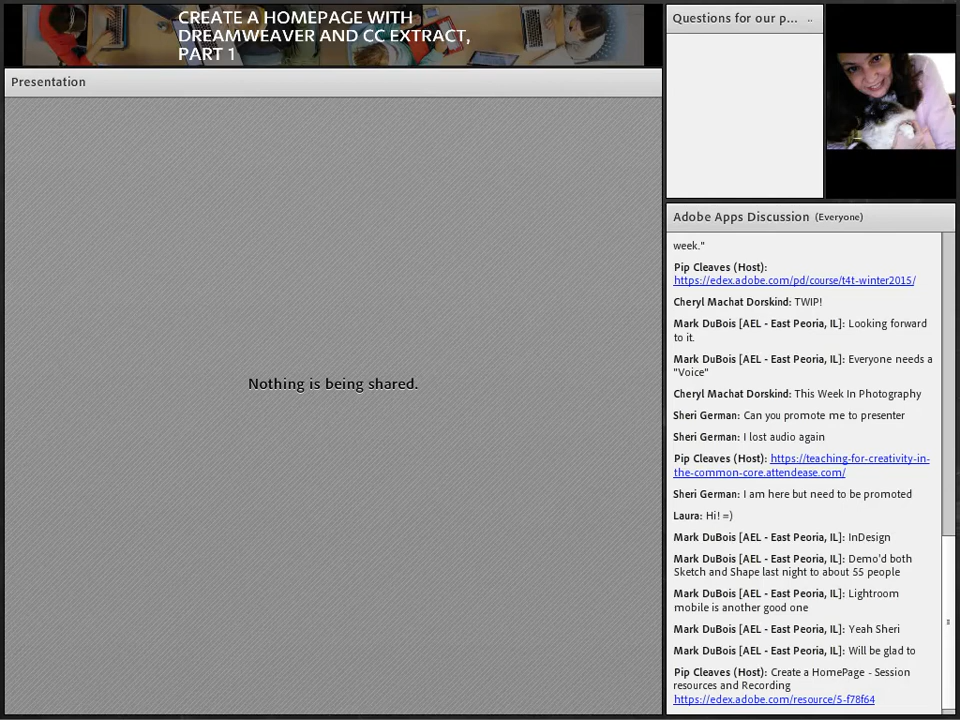 CREATE A HOMEPAGE WITH
DREAMWEAVER AND CC EXTRACT,
PART 1
Presentation
Nothing is being shared.
Questions for our p... ..
Adobe Apps Discussion (Everyone)
week."
Pip Cleaves (Host):
https://edex.adobe.com/pd/course/t4t-winter2015/
Cheryl Machat Dorskind: TWIP!
Mark DuBois [AEL - East Peoria, IL]: Looking forward
to it.
Mark DuBois [AEL - East Peoria, IL]: Everyone needs a
"Voice"
Cheryl Machat Dorskind: This Week In Photography
Sheri German: Can you promote me to presenter
Sheri German: I lost audio again
Pip Cleaves (Host): https://teaching-for-creativity-in-
the-common-core.attendease.com/
Sheri German: I am here but need to be promoted
Laura: Hi! =)
Mark DuBois [AEL - East Peoria, IL]: InDesign
Mark DuBois [AEL - East Peoria, IL]: Demo'd both
Sketch and Shape last night to about 55 people
Mark DuBois [AEL - East Peoria, IL]: Lightroom
mobile is another good one
Mark DuBois [AEL - East Peoria, IL]: Yeah Sheri
Mark DuBois [AEL - East Peoria, IL]: Will be glad to
Pip Cleaves (Host): Create a HomePage - Session
resources and Recording
https://edex.adobe.com/resource/5-f78f64